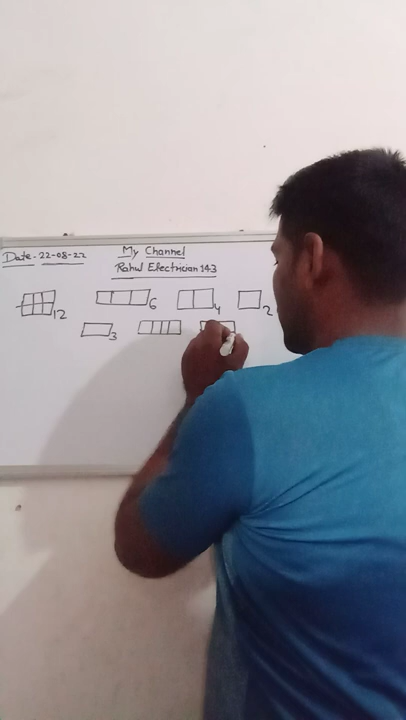 Date - 22-08-22
My Channel
Rahul Electrician 143
12 6 4 2
3